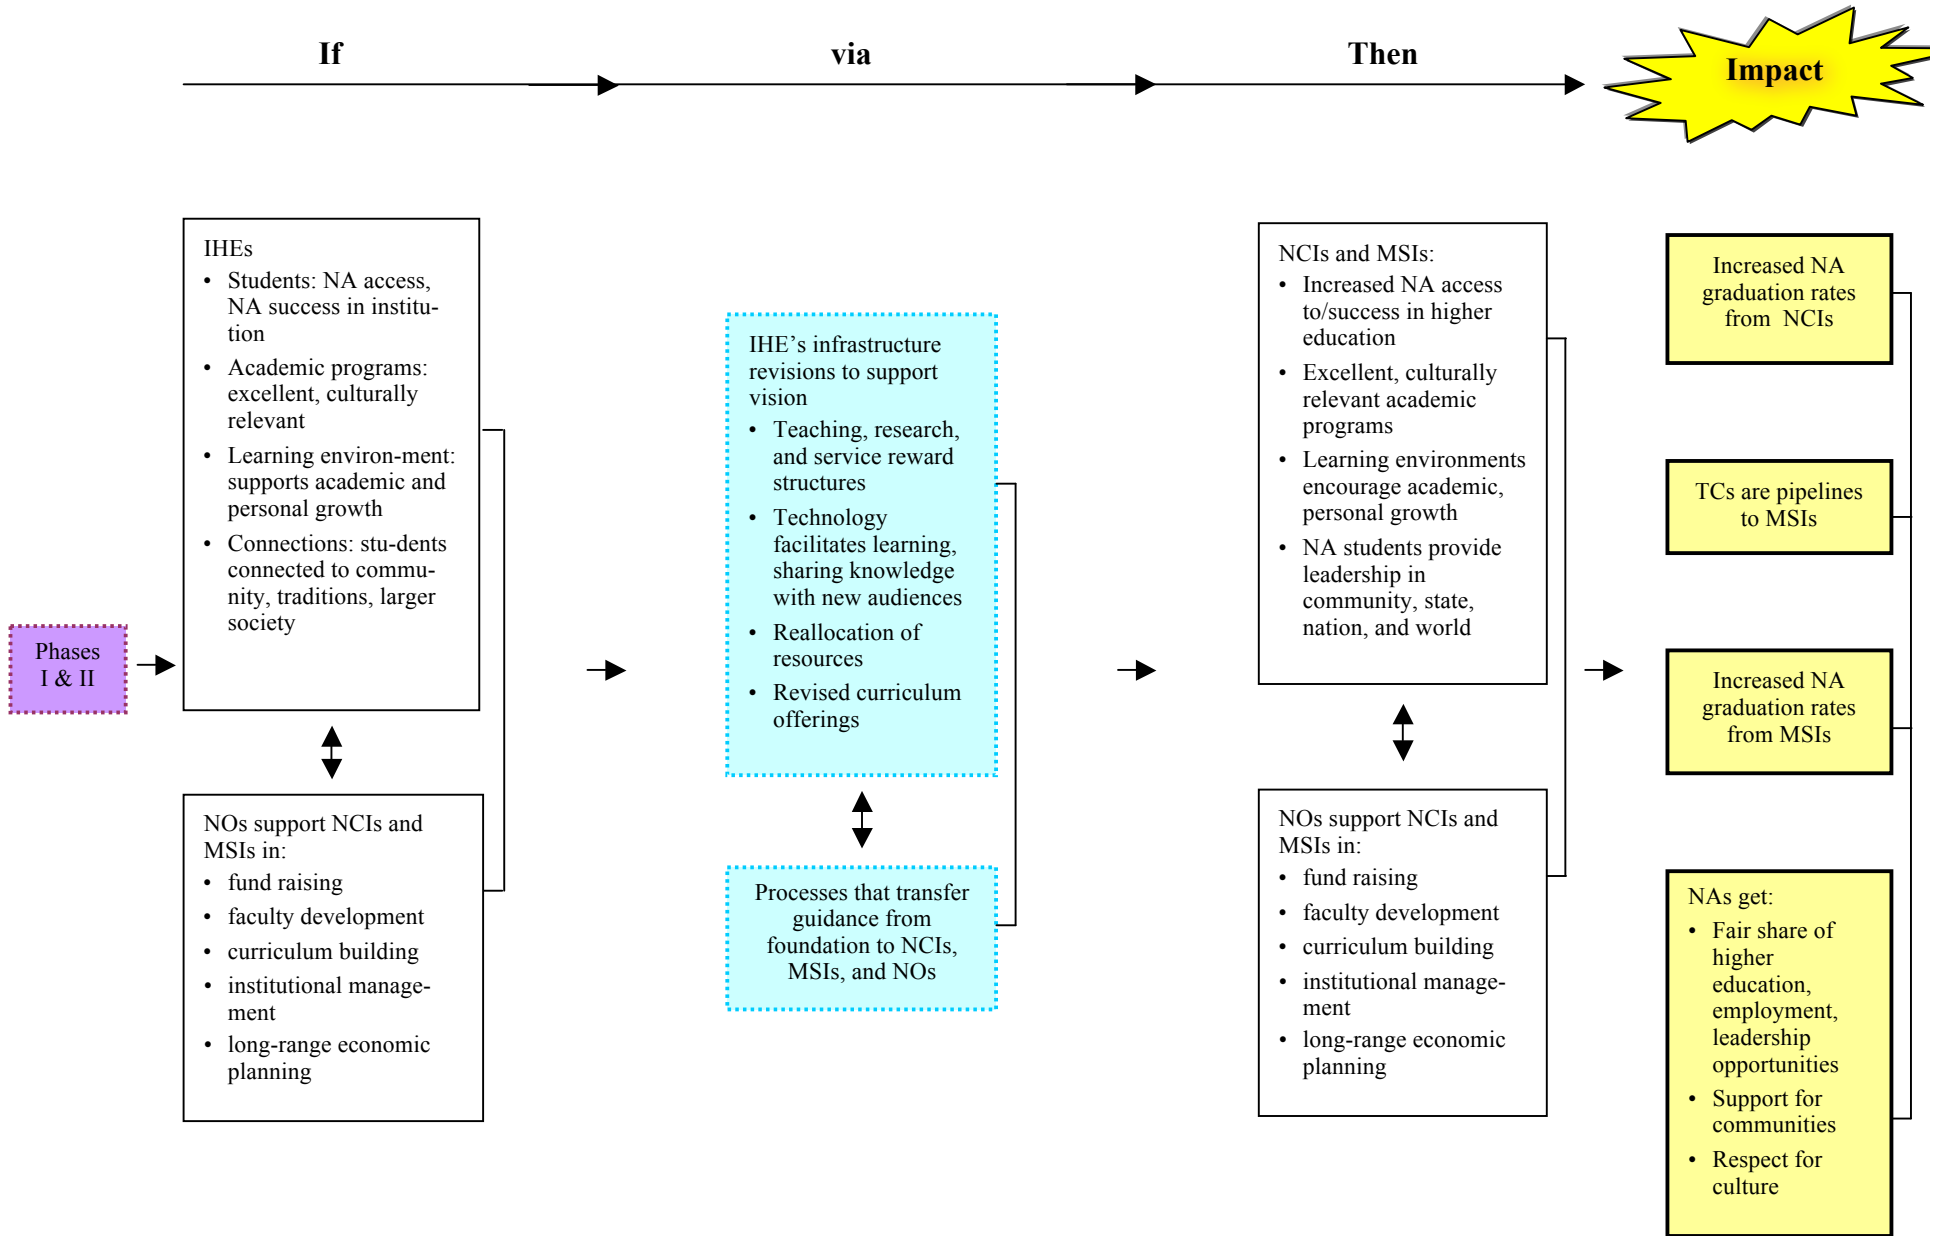 If
via
Then
Impact
Phases
I & II
IHEs
• Students: NA access,
NA success in institu-
tion
• Academic programs:
excellent, culturally
relevant
• Learning environ-ment:
supports academic and
personal growth
• Connections: stu-dents
connected to commu-
nity, traditions, larger
society
NOs support NCIs and
MSIs in:
• fund raising
• faculty development
• curriculum building
• institutional manage-
ment
• long-range economic
planning
IHE’s infrastructure
revisions to support
vision
• Teaching, research,
and service reward
structures
• Technology
facilitates learning,
sharing knowledge
with new audiences
• Reallocation of
resources
• Revised curriculum
offerings
Processes that transfer
guidance from
foundation to NCIs,
MSIs, and NOs
NCIs and MSIs:
• Increased NA access
to/success in higher
education
• Excellent, culturally
relevant academic
programs
• Learning environments
encourage academic,
personal growth
• NA students provide
leadership in
community, state,
nation, and world
NOs support NCIs and
MSIs in:
• fund raising
• faculty development
• curriculum building
• institutional manage-
ment
• long-range economic
planning
Increased NA
graduation rates
from NCIs
TCs are pipelines
to MSIs
Increased NA
graduation rates
from MSIs
NAs get:
• Fair share of
higher
education,
employment,
leadership
opportunities
• Support for
communities
• Respect for
culture